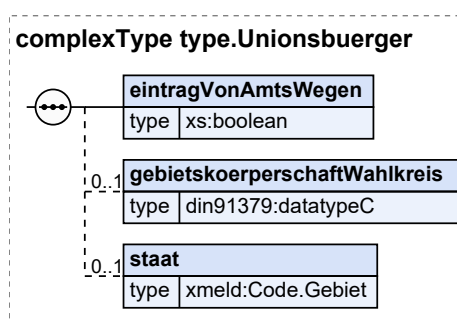 complexType type.Unionsbuerger
eintragVonAmtsWegen
type xs:boolean
0..1 gebietskoerperschaftWahlkreis
type din91379:datatypeC
0..1 staat
type xmeld:Code.Gebiet